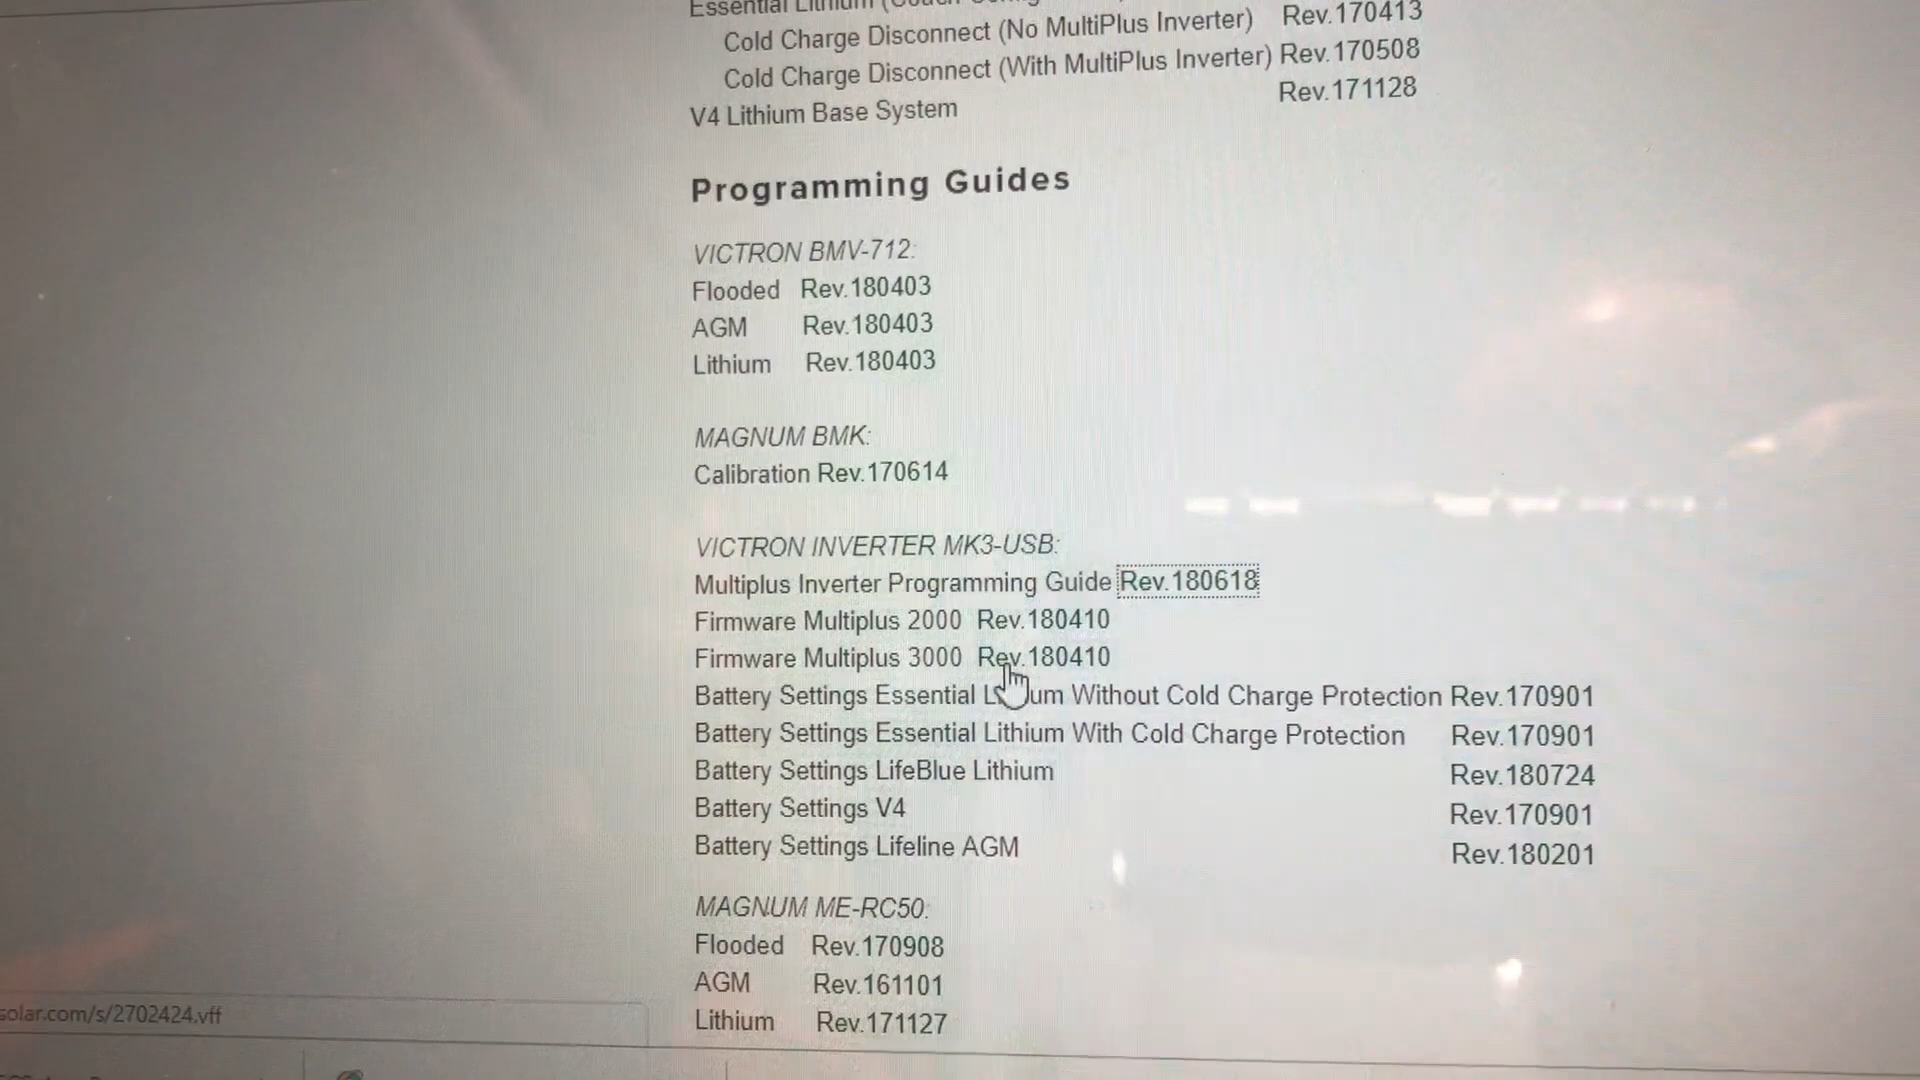 Essential Lithium
Cold Charge Disconnect (No MultiPlus Inverter) Rev.170413
Cold Charge Disconnect (With MultiPlus Inverter) Rev.170508
V4 Lithium Base System Rev.171128
Programming Guides
VICTRON BMV-712:
Flooded Rev.180403
AGM Rev.180403
Lithium Rev.180403
MAGNUM BMK:
Calibration Rev.170614
VICTRON INVERTER MK3-USB:
Multiplus Inverter Programming Guide Rev.180618
Firmware Multiplus 2000 Rev.180410
Firmware Multiplus 3000 Rev.180410
Battery Settings Essential Lithium Without Cold Charge Protection Rev.170901
Battery Settings Essential Lithium With Cold Charge Protection Rev.170901
Battery Settings LifeBlue Lithium Rev.180724
Battery Settings V4 Rev.170901
Battery Settings Lifeline AGM Rev.180201
MAGNUM ME-RC50:
Flooded Rev.170908
AGM Rev.161101
Lithium Rev.171127
solar.com/s/2702424.vff